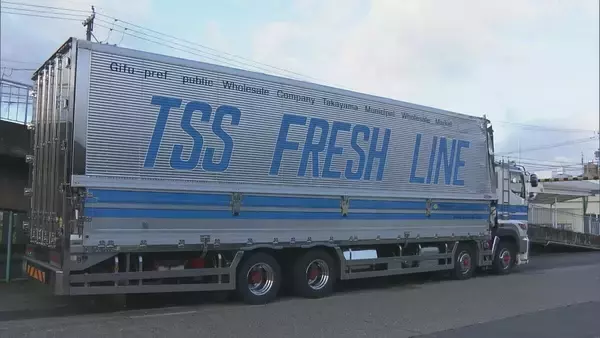 Gifu-pref public Wholesale Company Takayama Municipal Wholesale Market
TSS FRESH LINE